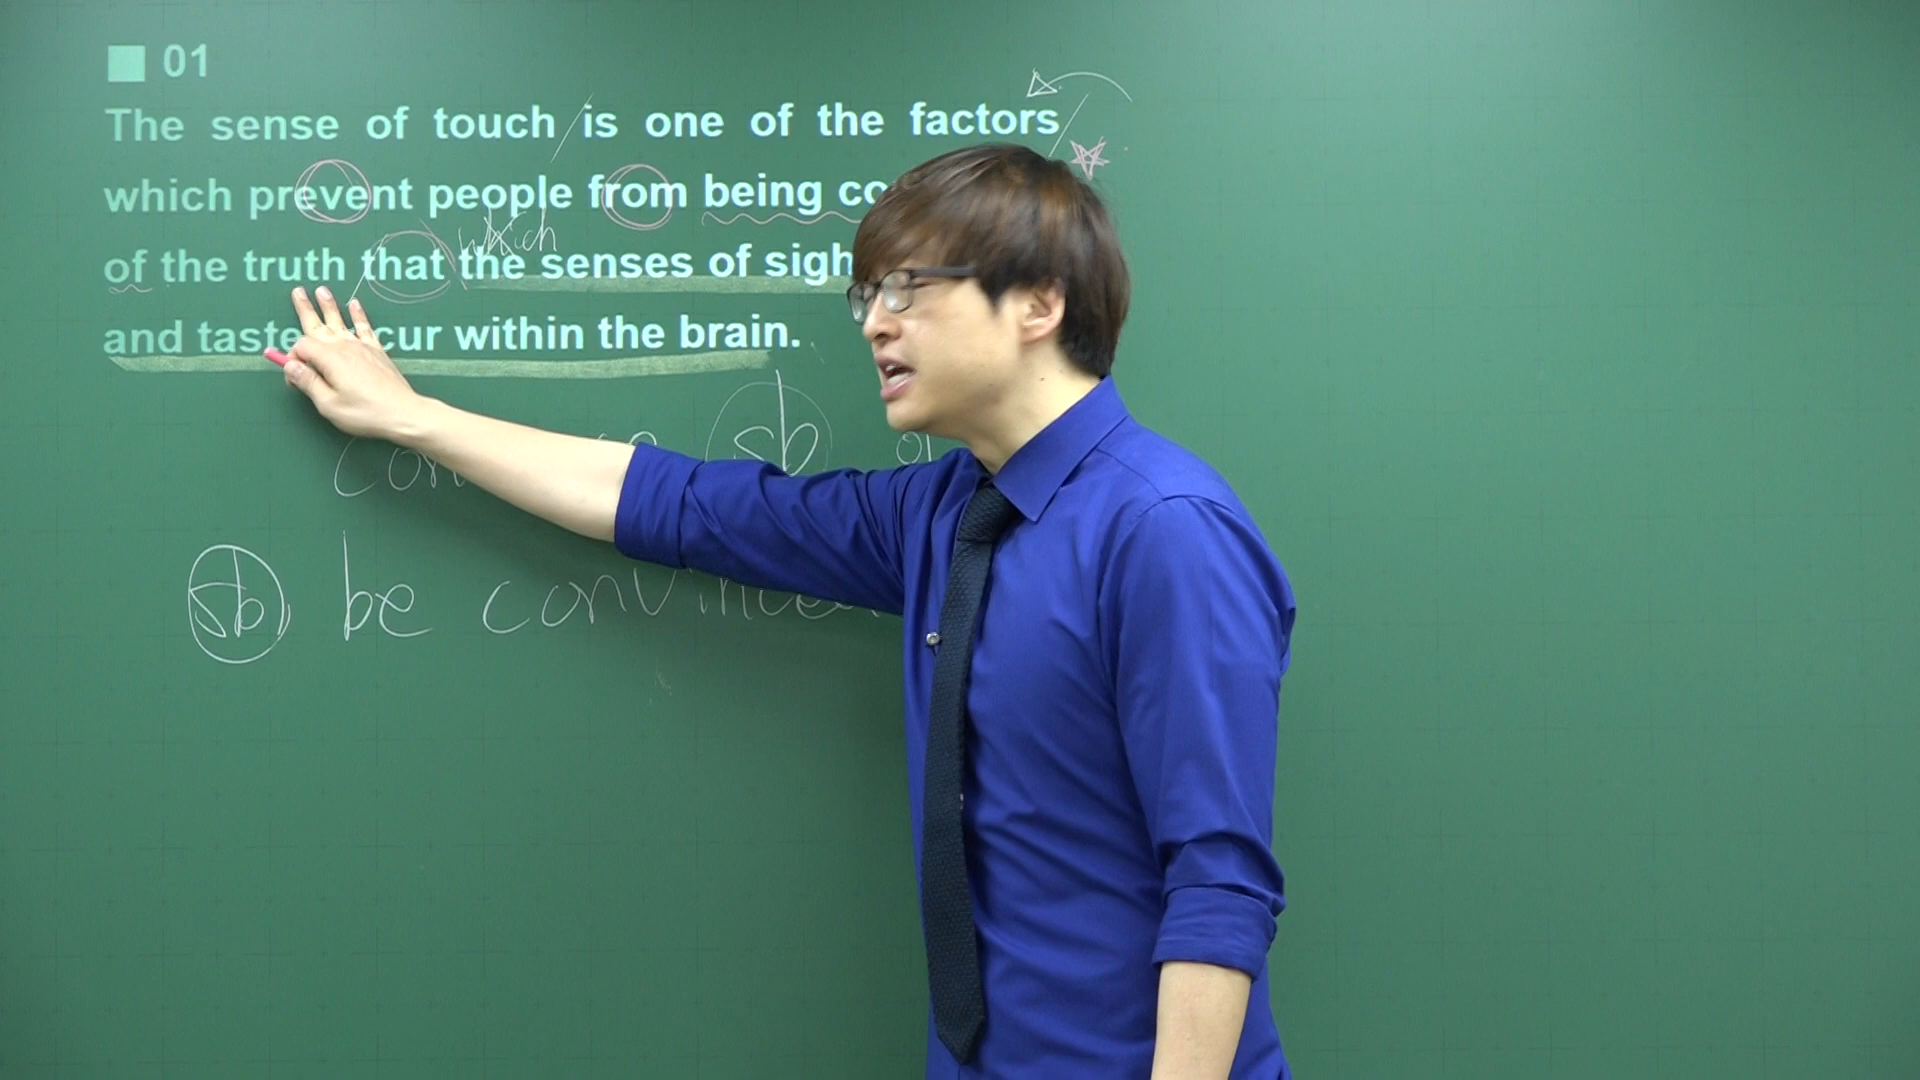 ■ 01
The sense of touch is one of the factors
which prevent people from being co
of the truth that the senses of sigh
which
and taste cur within the brain.
sb
sb be convince